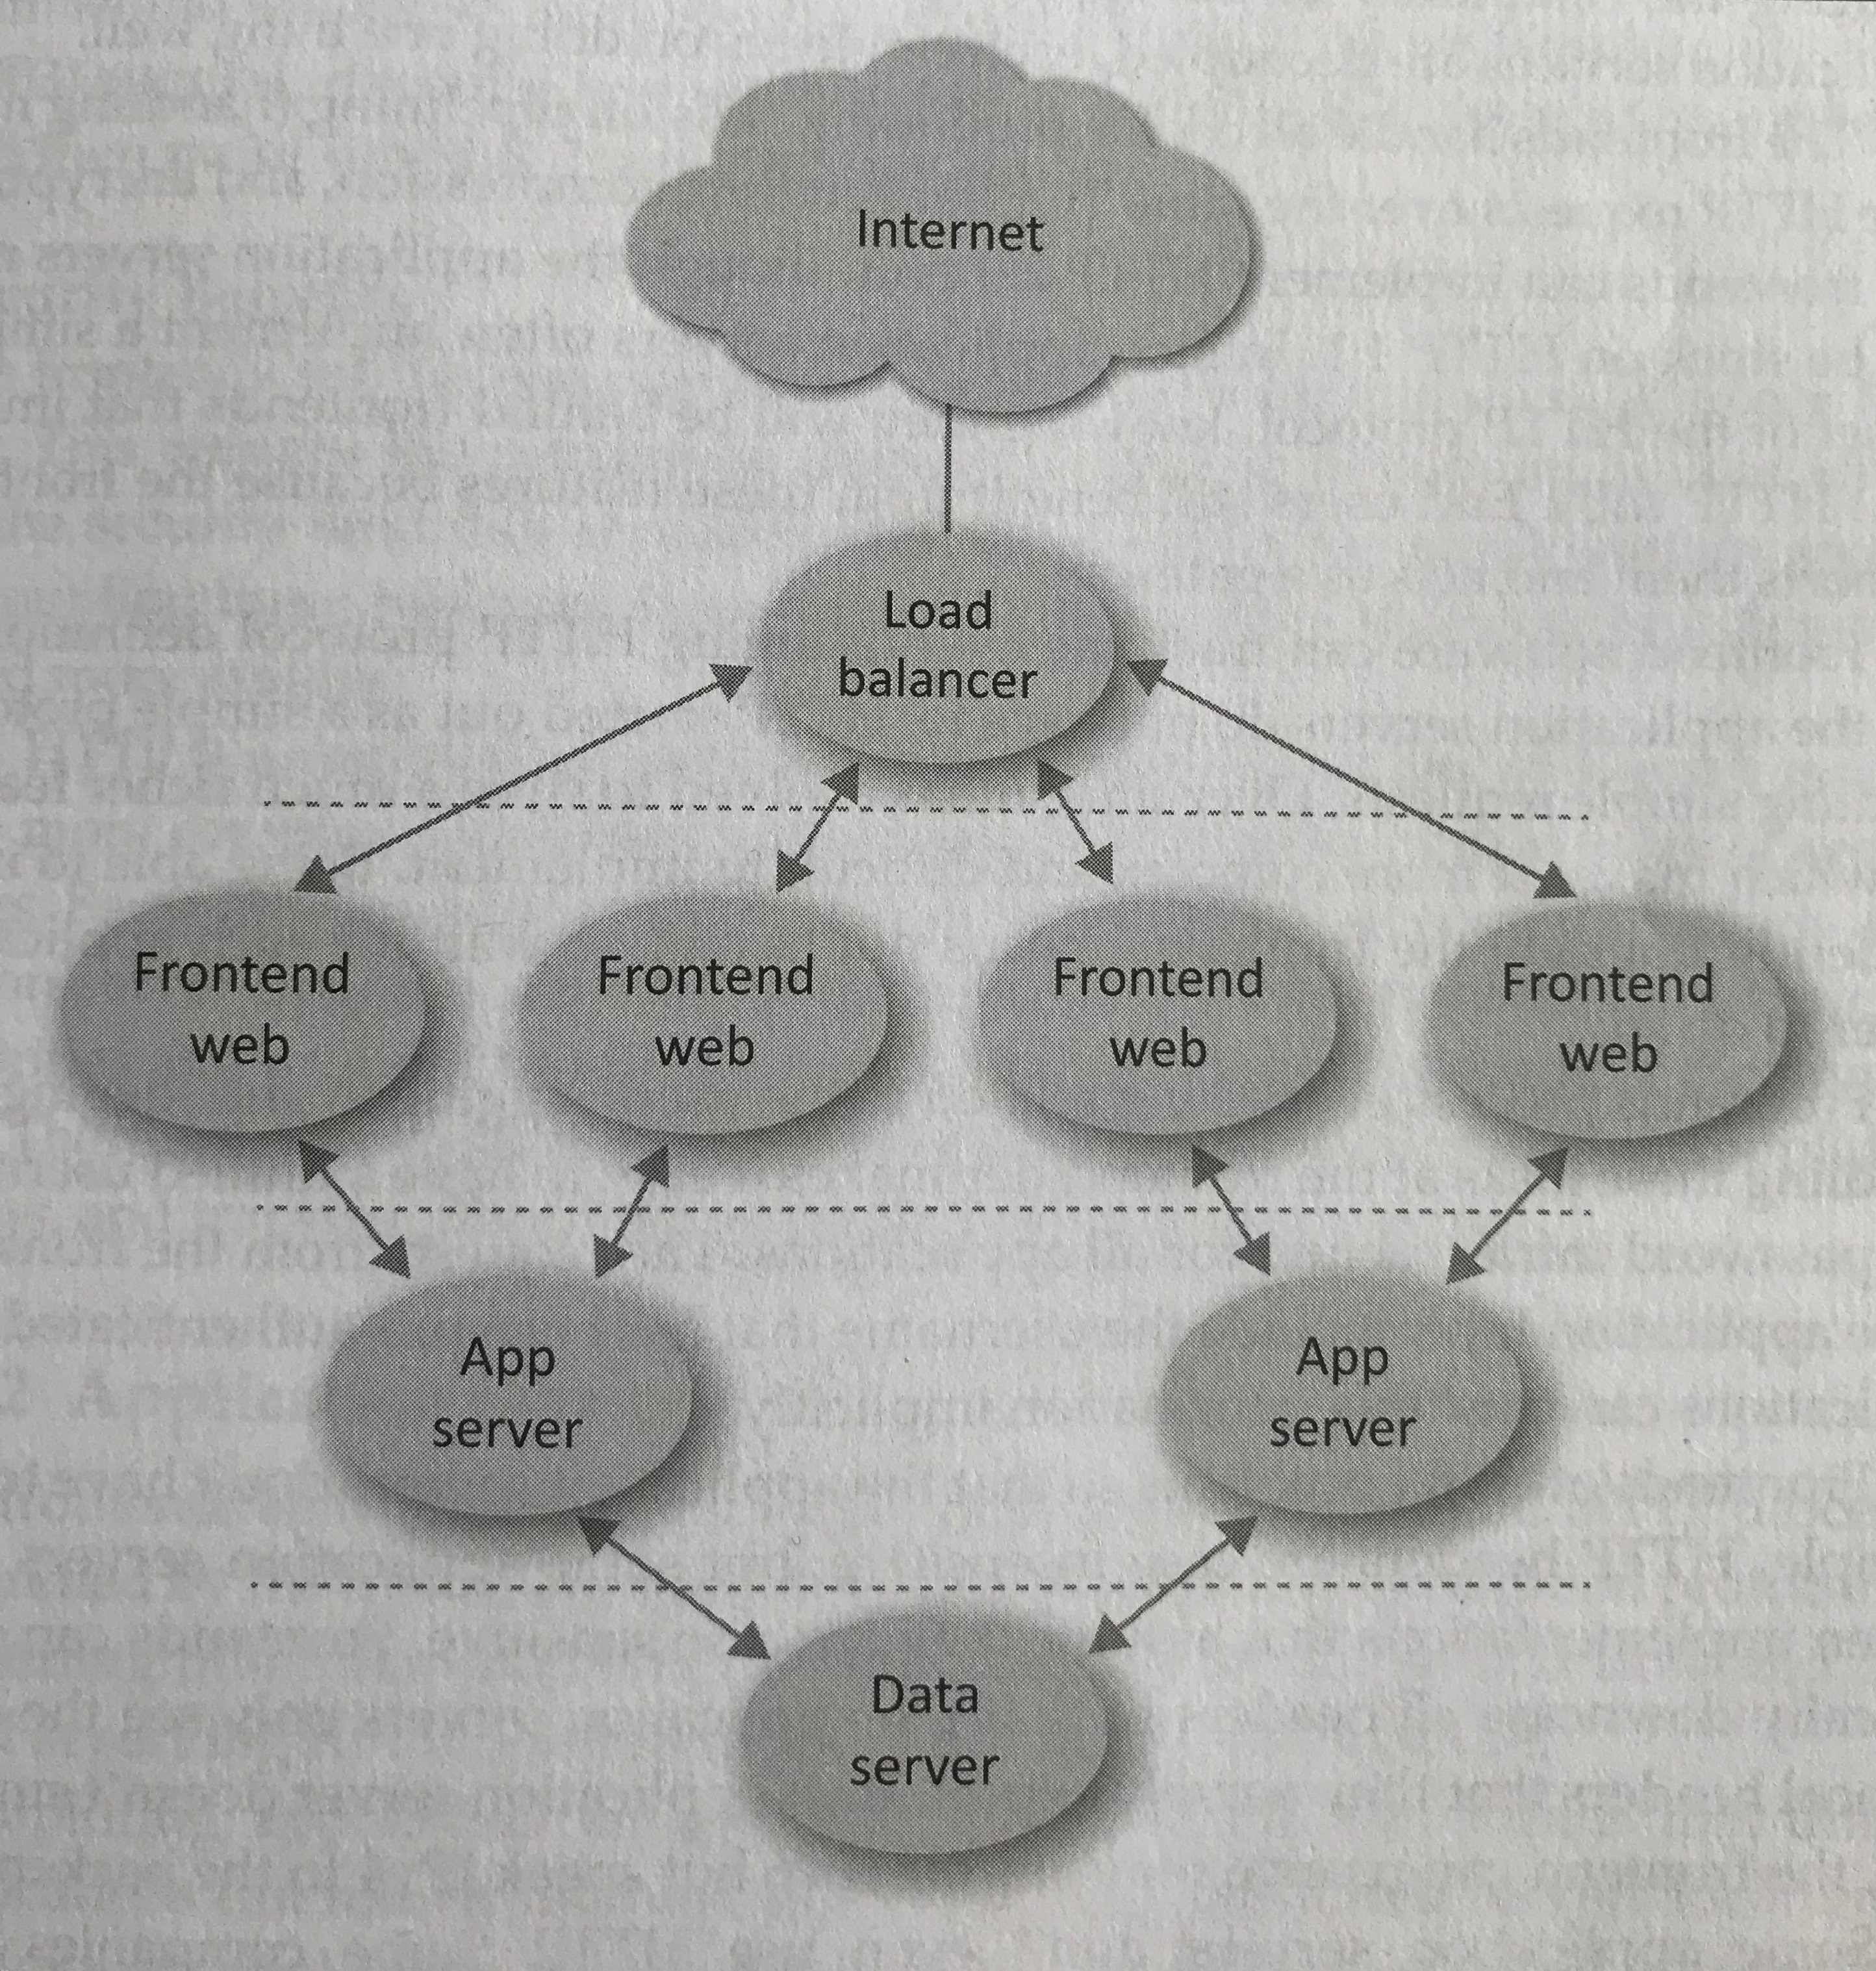 Internet
Load
balancer
Frontend
web
Frontend
web
Frontend
web
Frontend
web
App
server
App
server
Data
server